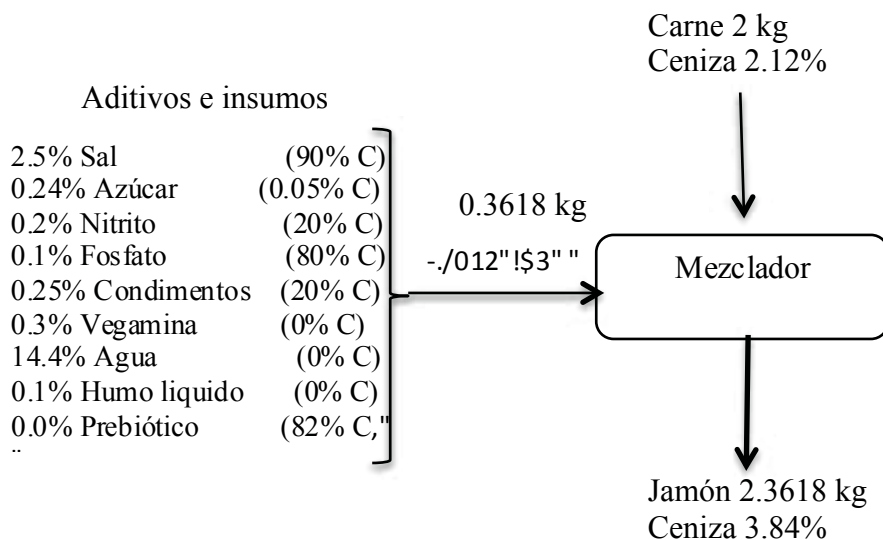 Carne 2 kg
Ceniza 2.12%
Aditivos e insumos
2.5% Sal (90% C)
0.24% Azúcar (0.05% C)
0.2% Nitrito (20% C)
0.1% Fosfato (80% C)
0.25% Condimentos (20% C)
0.3% Vegamina (0% C)
14.4% Agua (0% C)
0.1% Humo liquido (0% C)
0.0% Prebiótico (82% C,"
¨
0.3618 kg
-./012"!$3" "
Mezclador
Jamón 2.3618 kg
Ceniza 3.84%